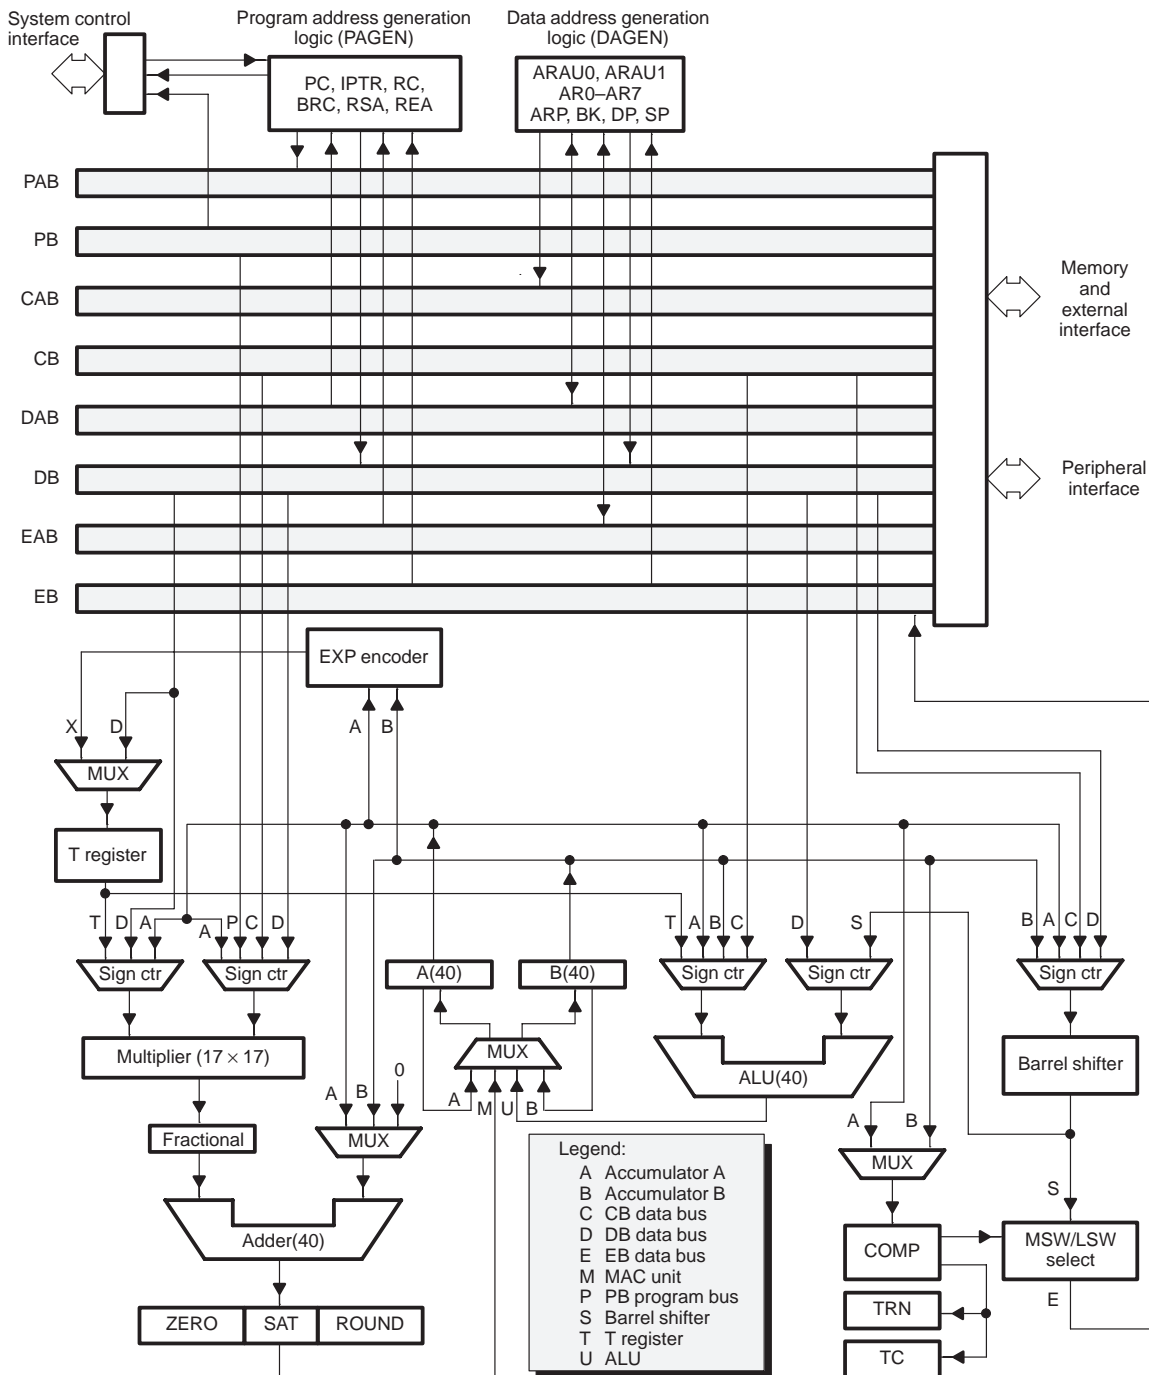 System control
interface
Program address generation
logic (PAGEN)
Data address generation
logic (DAGEN)
PC, IPTR, RC,
BRC, RSA, REA
ARAU0, ARAU1
AR0–AR7
ARP, BK, DP, SP
PAB
PB
CAB
CB
DAB
DB
EAB
EB
Memory
and
external
interface
Peripheral
interface
EXP encoder
A B
X D
MUX
T register
T D A
A P C D
T A B C
D
S
B A C D
Sign ctr
Sign ctr
A(40)
B(40)
Sign ctr
Sign ctr
Sign ctr
Multiplier (17 × 17)
MUX
ALU(40)
Barrel shifter
A B 0
A M U B
Fractional
MUX
A B
MUX
S
Adder(40)
COMP
MSW/LSW
select
E
ZERO SAT ROUND
TRN
TC
Legend:
A Accumulator A
B Accumulator B
C CB data bus
D DB data bus
E EB data bus
M MAC unit
P PB program bus
S Barrel shifter
T T register
U ALU